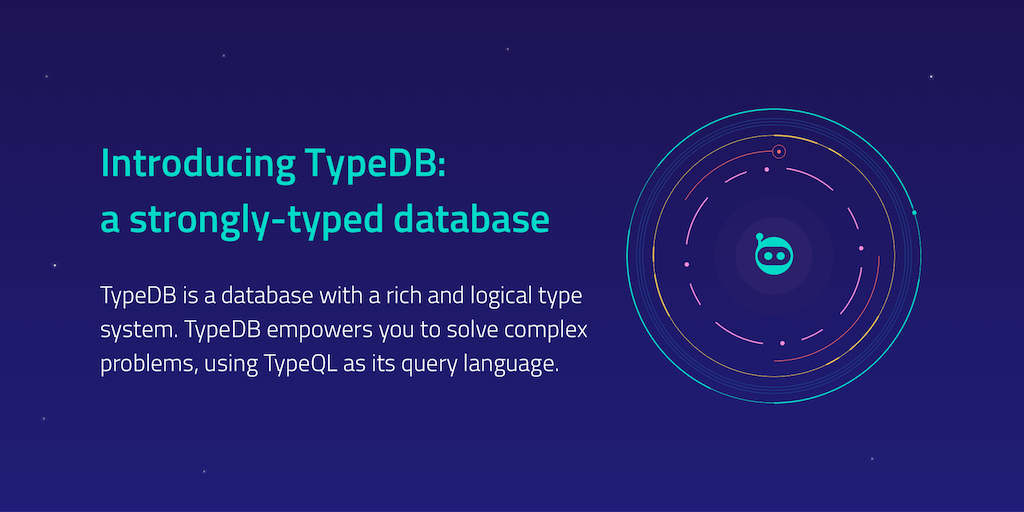 Introducing TypeDB:
a strongly-typed database
TypeDB is a database with a rich and logical type
system. TypeDB empowers you to solve complex
problems, using TypeQL as its query language.